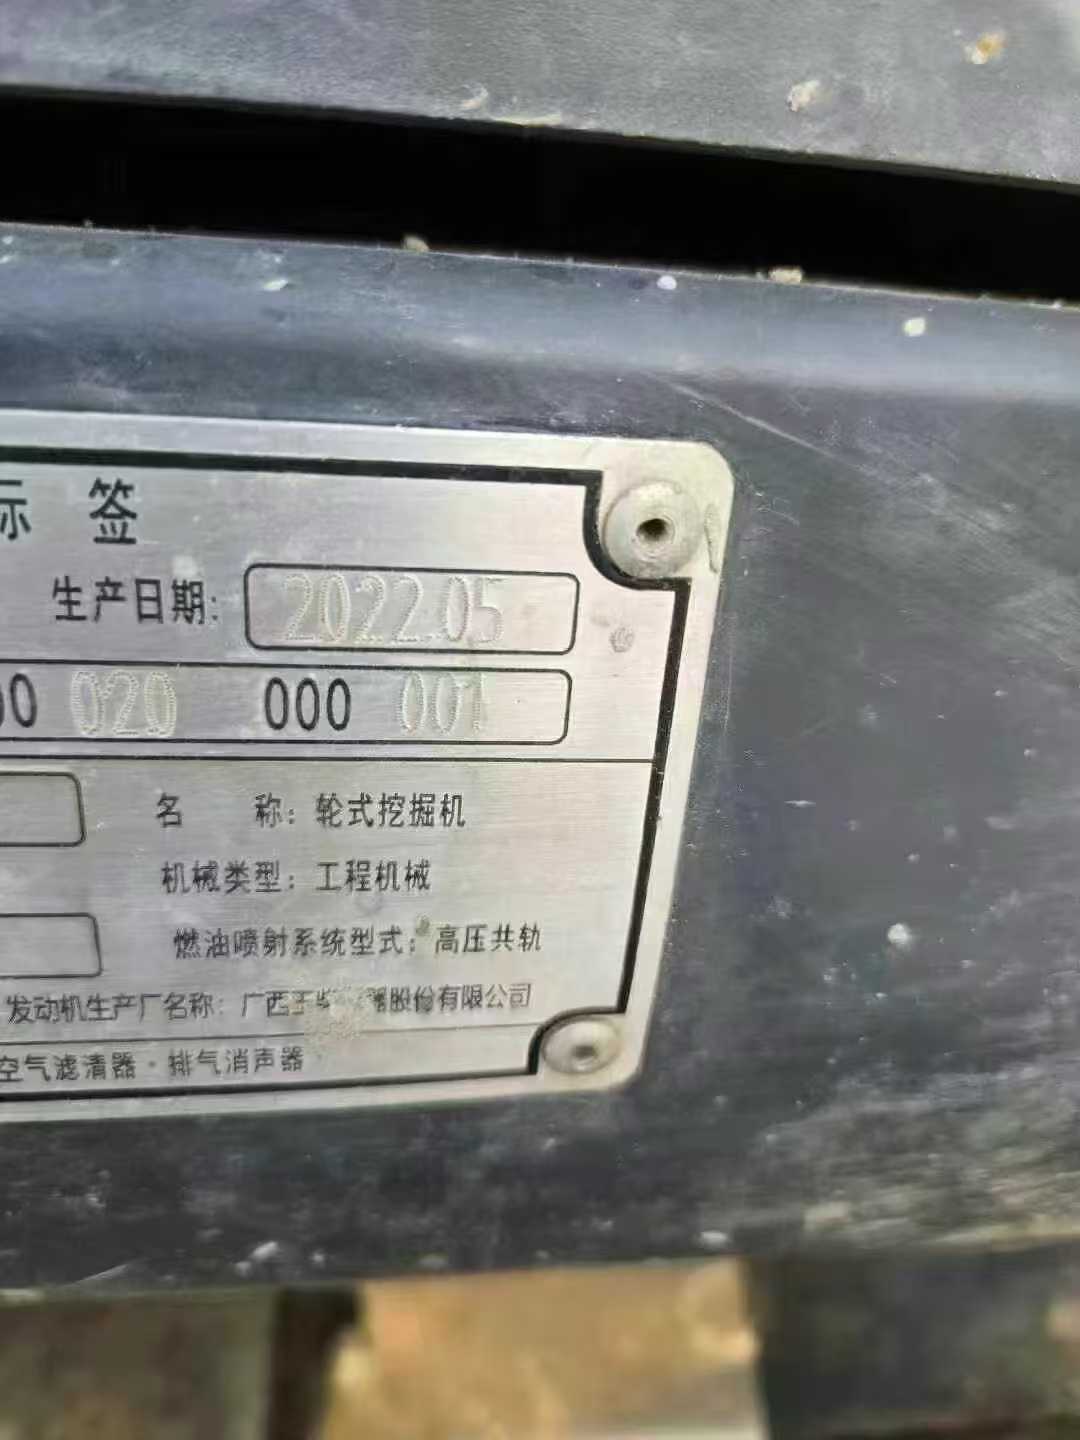 标 签
生产日期: 2022.05
00 020 000 001
名 称: 轮式挖掘机
机械类型: 工程机械
燃油喷射系统型式: 高压共轨
发动机生产厂名称: 广西玉柴 股份有限公司
空气滤清器·排气消声器